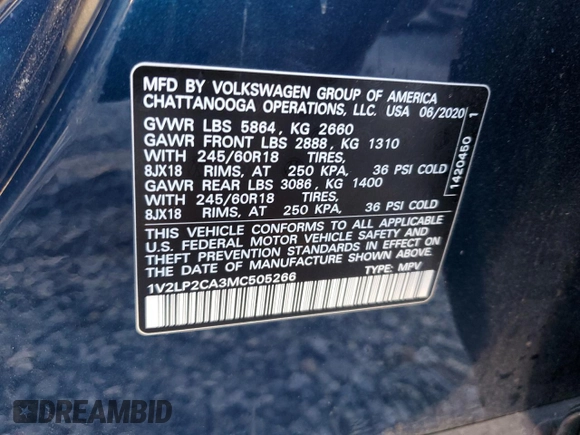 MFD BY VOLKSWAGEN GROUP OF AMERICA
CHATTANOOGA OPERATIONS, LLC. USA 06/2020
GVWR LBS 5864, KG 2660
GAWR FRONT LBS 2888, KG 1310
WITH 245/60R18 TIRES,
8JX18 RIMS, AT 250 KPA, 36 PSI COLD
GAWR REAR LBS 3086, KG 1400
WITH 245/60R18 TIRES,
8JX18 RIMS, AT 250 KPA, 36 PSI COLD
THIS VEHICLE CONFORMS TO ALL APPLICABLE
U.S. FEDERAL MOTOR VEHICLE SAFETY AND
THEFT PREVENTION STANDARDS IN EFFECT ON
THE DATE OF MANUFACTURE SHOWN ABOVE.
1V2LP2CA3MC505266 TYPE: MPV
1420450 1
DREAMBID